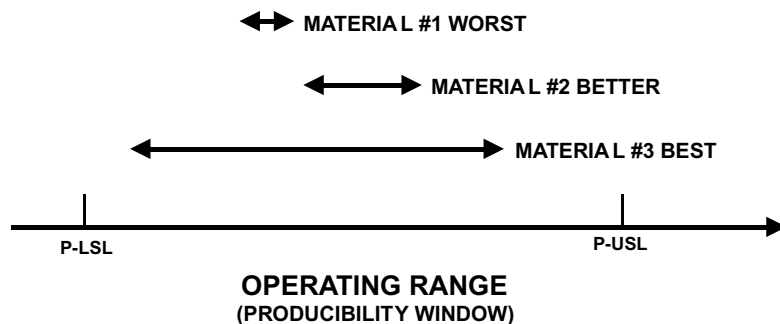 MATERIAL #1 WORST
MATERIAL #2 BETTER
MATERIAL #3 BEST
P-LSL
P-USL
OPERATING RANGE
(PRODUCIBILITY WINDOW)